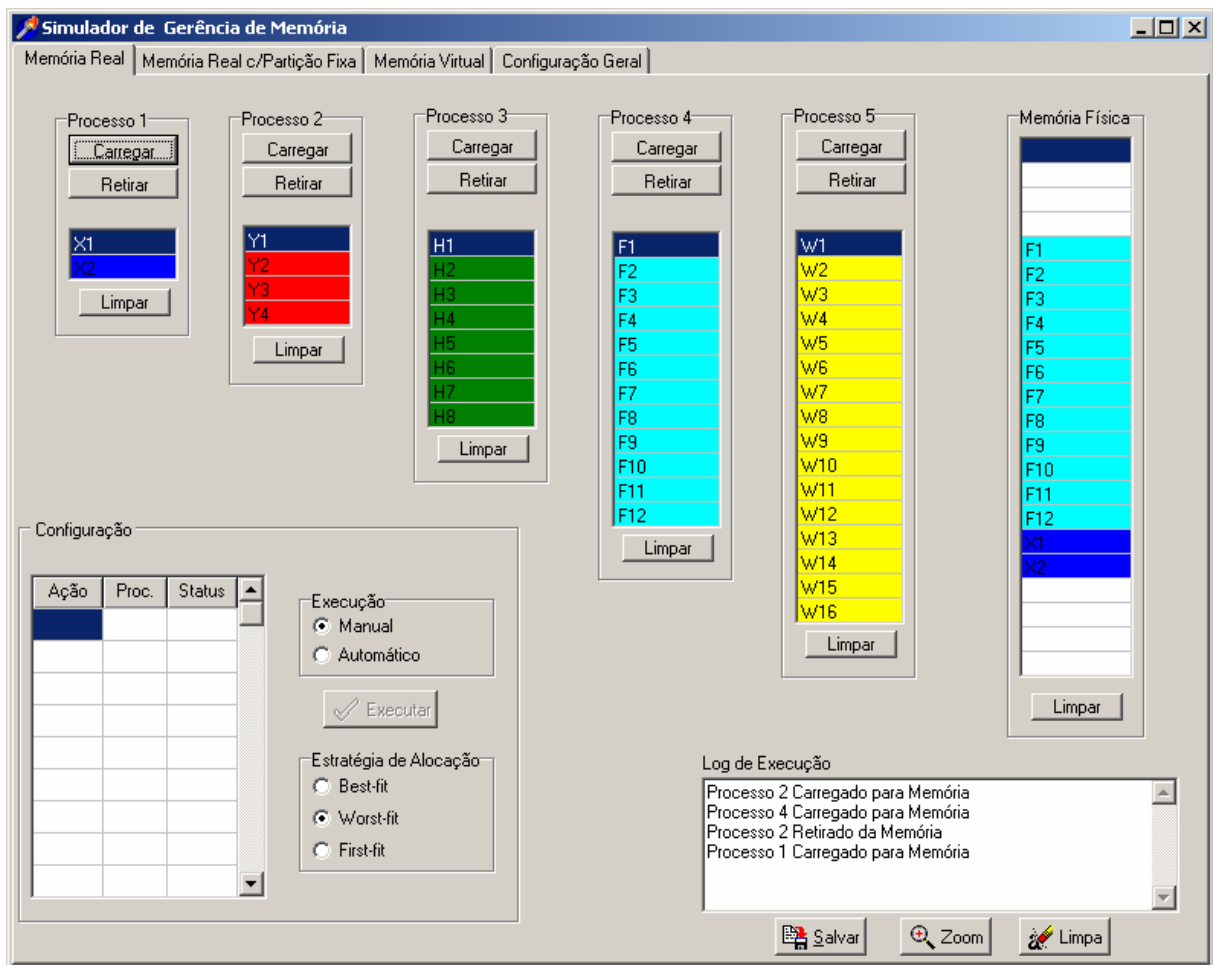 Simulador de Gerência de Memória
Memória Real
Memória Real c/Partição Fixa
Memória Virtual
Configuração Geral
Processo 1
Carregar
Retirar
X1
X2
Limpar
Processo 2
Carregar
Retirar
Y1
Y2
Y3
Y4
Limpar
Processo 3
Carregar
Retirar
H1
H2
H3
H4
H5
H6
H7
H8
Limpar
Processo 4
Carregar
Retirar
F1
F2
F3
F4
F5
F6
F7
F8
F9
F10
F11
F12
Limpar
Processo 5
Carregar
Retirar
W1
W2
W3
W4
W5
W6
W7
W8
W9
W10
W11
W12
W13
W14
W15
W16
Limpar
Memória Física
F1
F2
F3
F4
F5
F6
F7
F8
F9
F10
F11
F12
X1
X2
Limpar
Configuração
Ação Proc. Status
Execução
Manual
Automático
Executar
Estratégia de Alocação
Best-fit
Worst-fit
First-fit
Log de Execução
Processo 2 Carregado para Memória
Processo 4 Carregado para Memória
Processo 2 Retirado da Memória
Processo 1 Carregado para Memória
Salvar
Zoom
Limpa